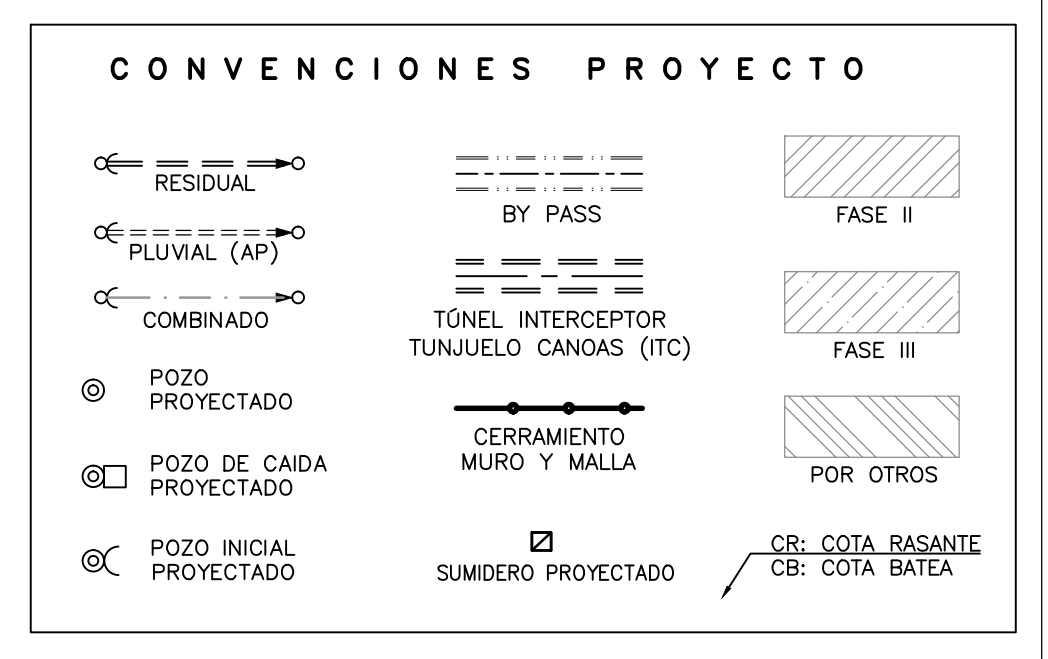 CONVENCIONES PROYECTO
RESIDUAL
PLUVIAL (AP)
COMBINADO
POZO
PROYECTADO
POZO DE CAIDA
PROYECTADO
POZO INICIAL
PROYECTADO
BY PASS
TÚNEL INTERCEPTOR
TUNJUELO CANOAS (ITC)
CERRAMIENTO
MURO Y MALLA
SUMIDERO PROYECTADO
FASE II
FASE III
POR OTROS
CR: COTA RASANTE
CB: COTA BATEA